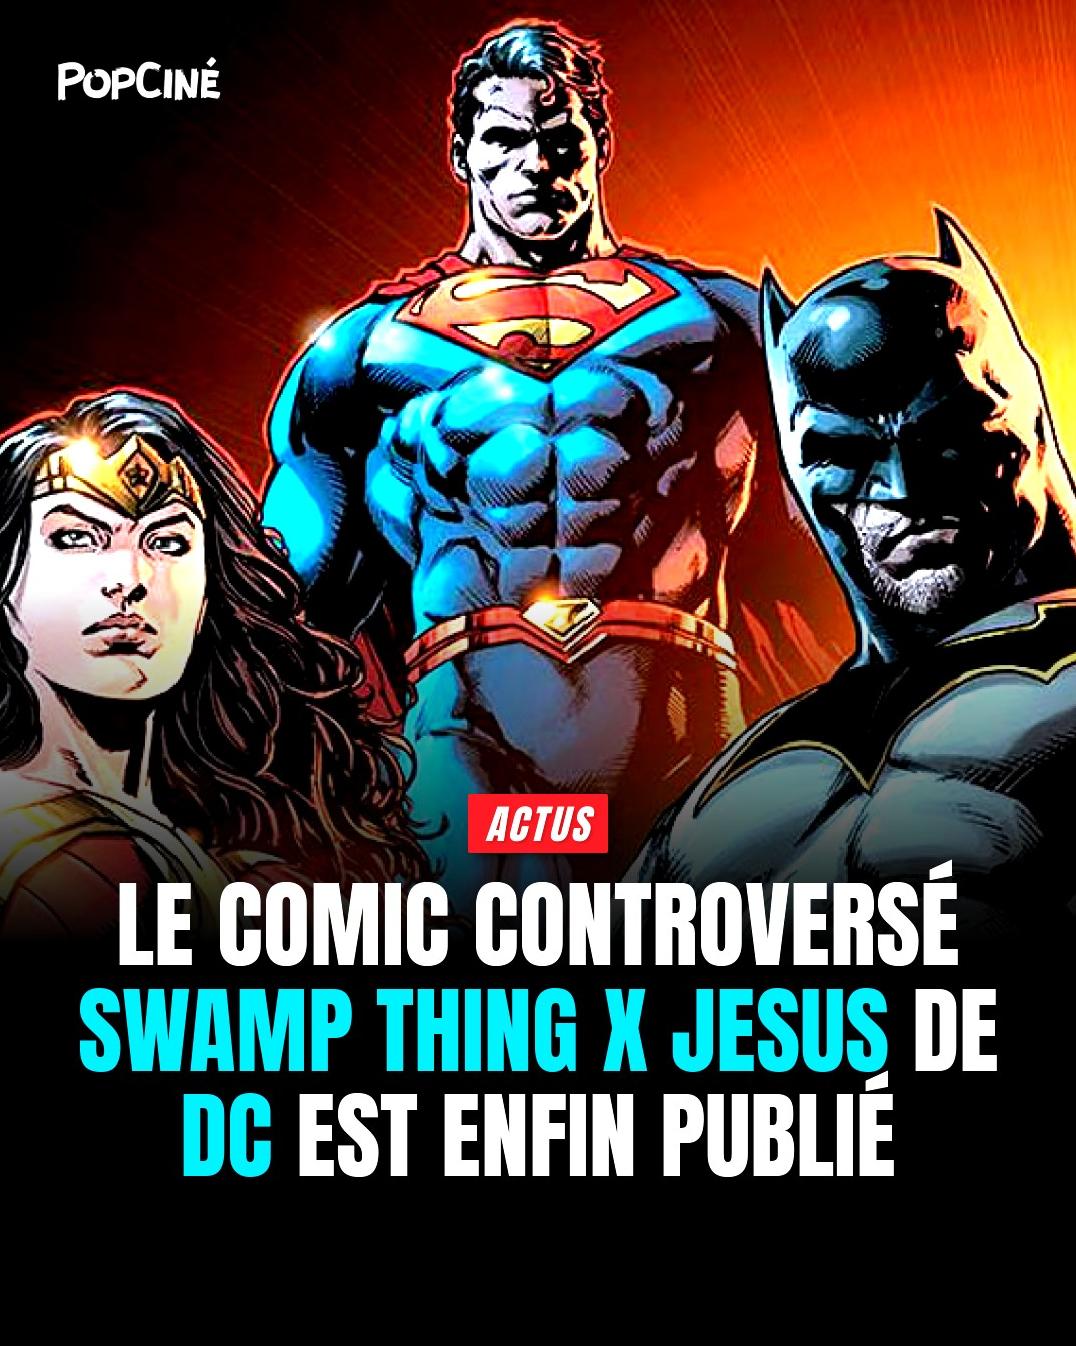 POPCINÉ
ACTUS
LE COMIC CONTROVERSÉ
SWAMP THING X JESUS DE
DC EST ENFIN PUBLIÉ